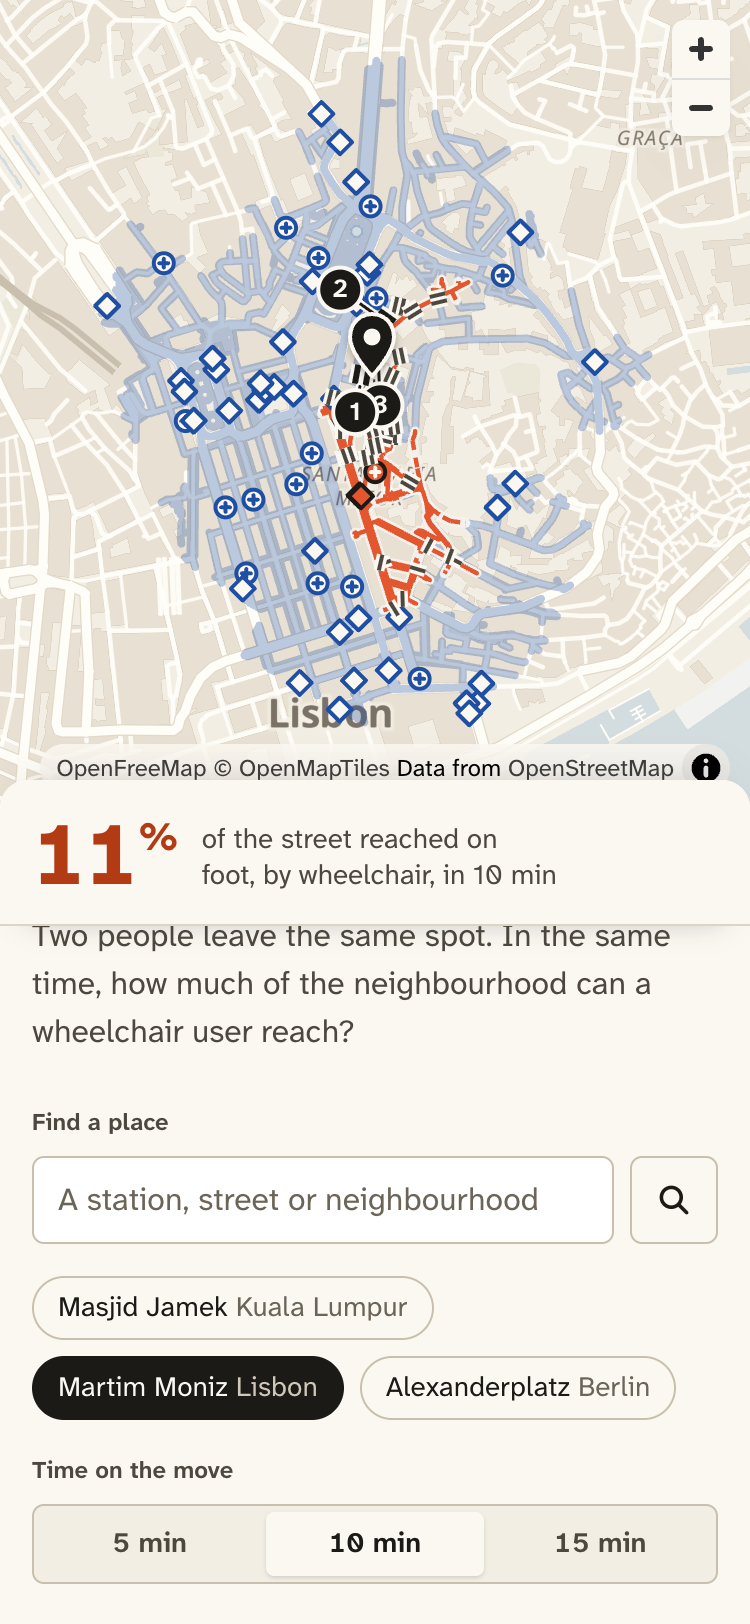 +
−
GRAÇA
2
1
3
SANTA
Lisbon
OpenFreeMap © OpenMapTiles Data from OpenStreetMap
11% of the street reached on
foot, by wheelchair, in 10 min
Two people leave the same spot. In the same
time, how much of the neighbourhood can a
wheelchair user reach?
Find a place
A station, street or neighbourhood
Masjid Jamek Kuala Lumpur
Martim Moniz Lisbon
Alexanderplatz Berlin
Time on the move
5 min
10 min
15 min